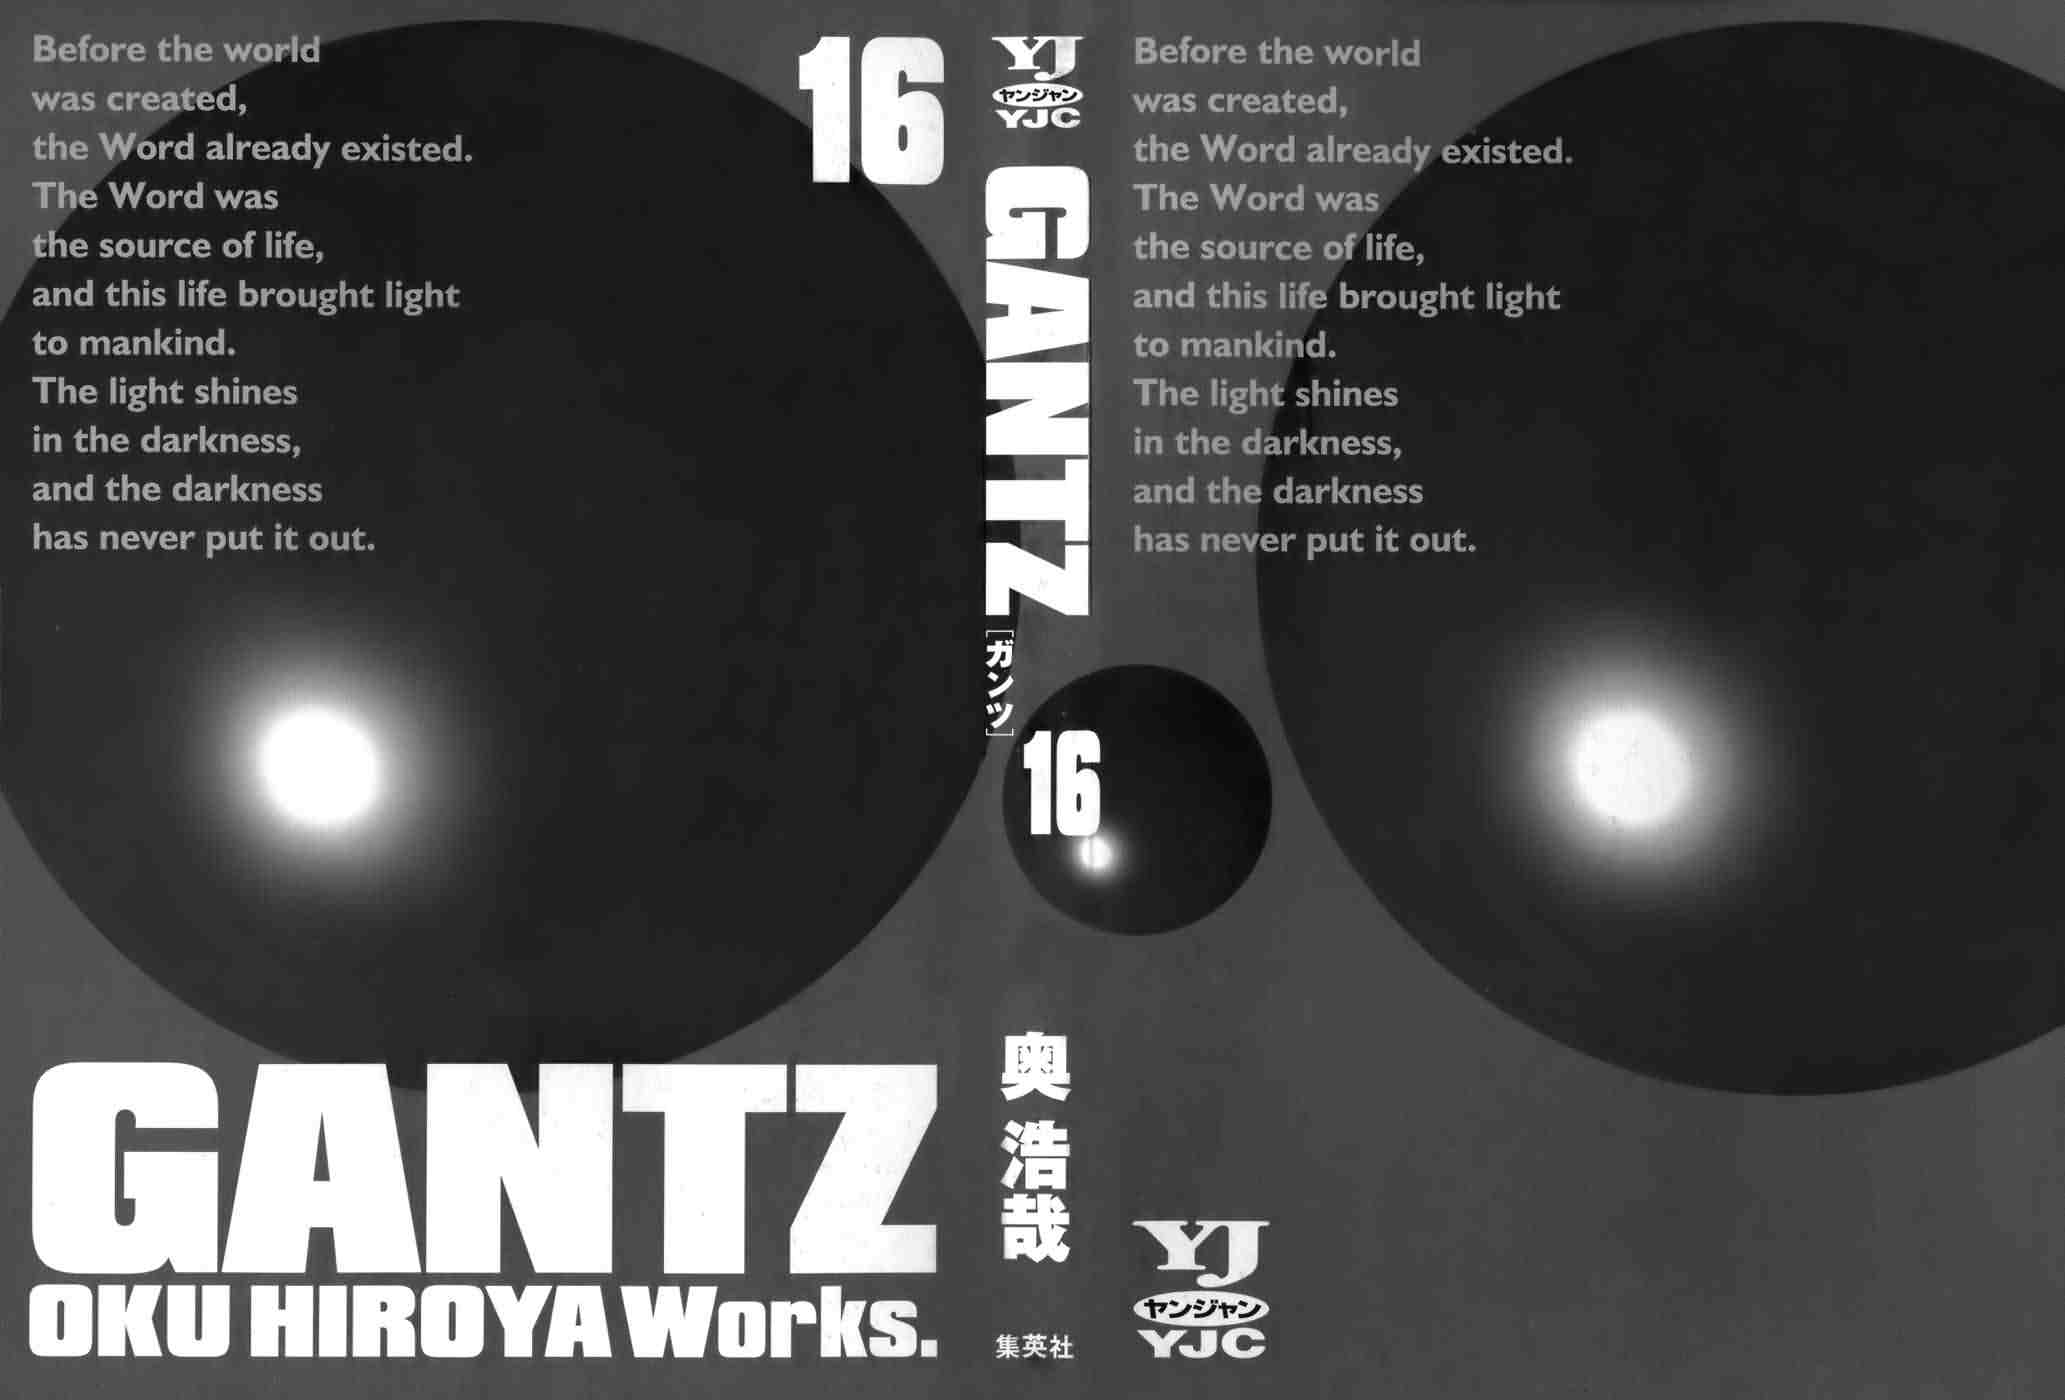 Before the world
was created,
the Word already existed.
The Word was
the source of life,
and this life brought light
to mankind.
The light shines
in the darkness,
and the darkness
has never put it out.
16
GANTZ
OKU HIROYA Works.
YJ
ヤンジャン
YJC
GANTZ
[ガンツ]
16
奥 浩哉
集英社
Before the world
was created,
the Word already existed.
The Word was
the source of life,
and this life brought light
to mankind.
The light shines
in the darkness,
and the darkness
has never put it out.
YJ
ヤンジャン
YJC